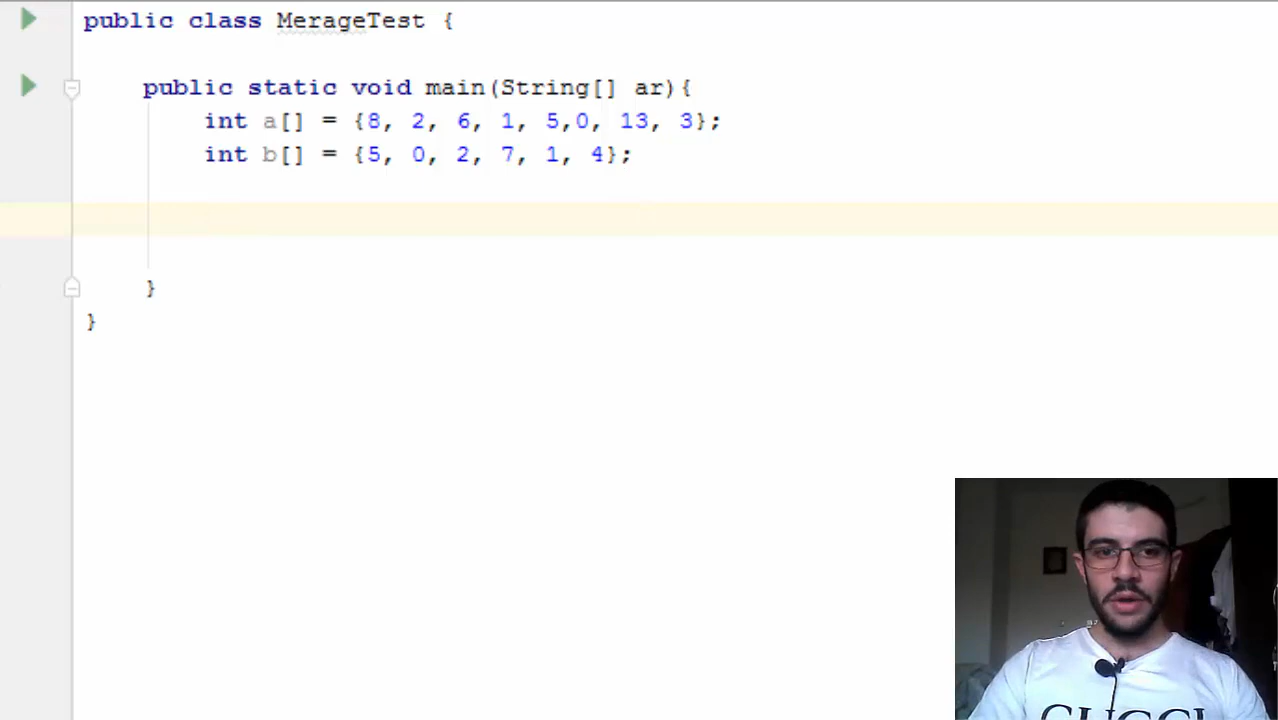 public class MerageTest {
public static void main(String[] ar){
int a[] = {8, 2, 6, 1, 5,0, 13, 3};
int b[] = {5, 0, 2, 7, 1, 4};
}
}
GUCCI